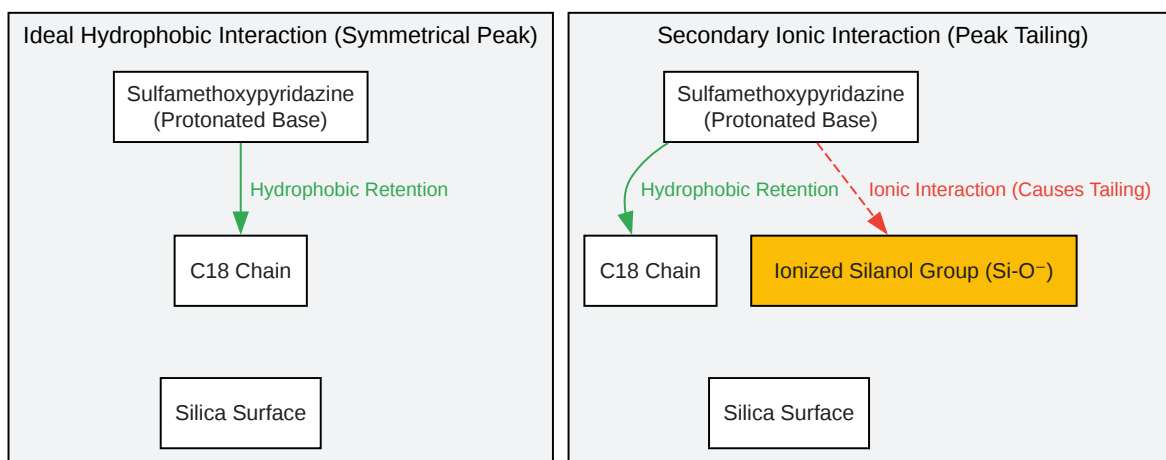 Ideal Hydrophobic Interaction (Symmetrical Peak)
Sulfamethoxypyridazine
(Protonated Base)
Hydrophobic Retention
C18 Chain
Silica Surface
Secondary Ionic Interaction (Peak Tailing)
Sulfamethoxypyridazine
(Protonated Base)
Hydrophobic Retention
Ionic Interaction (Causes Tailing)
C18 Chain
Ionized Silanol Group (Si-O⁻)
Silica Surface